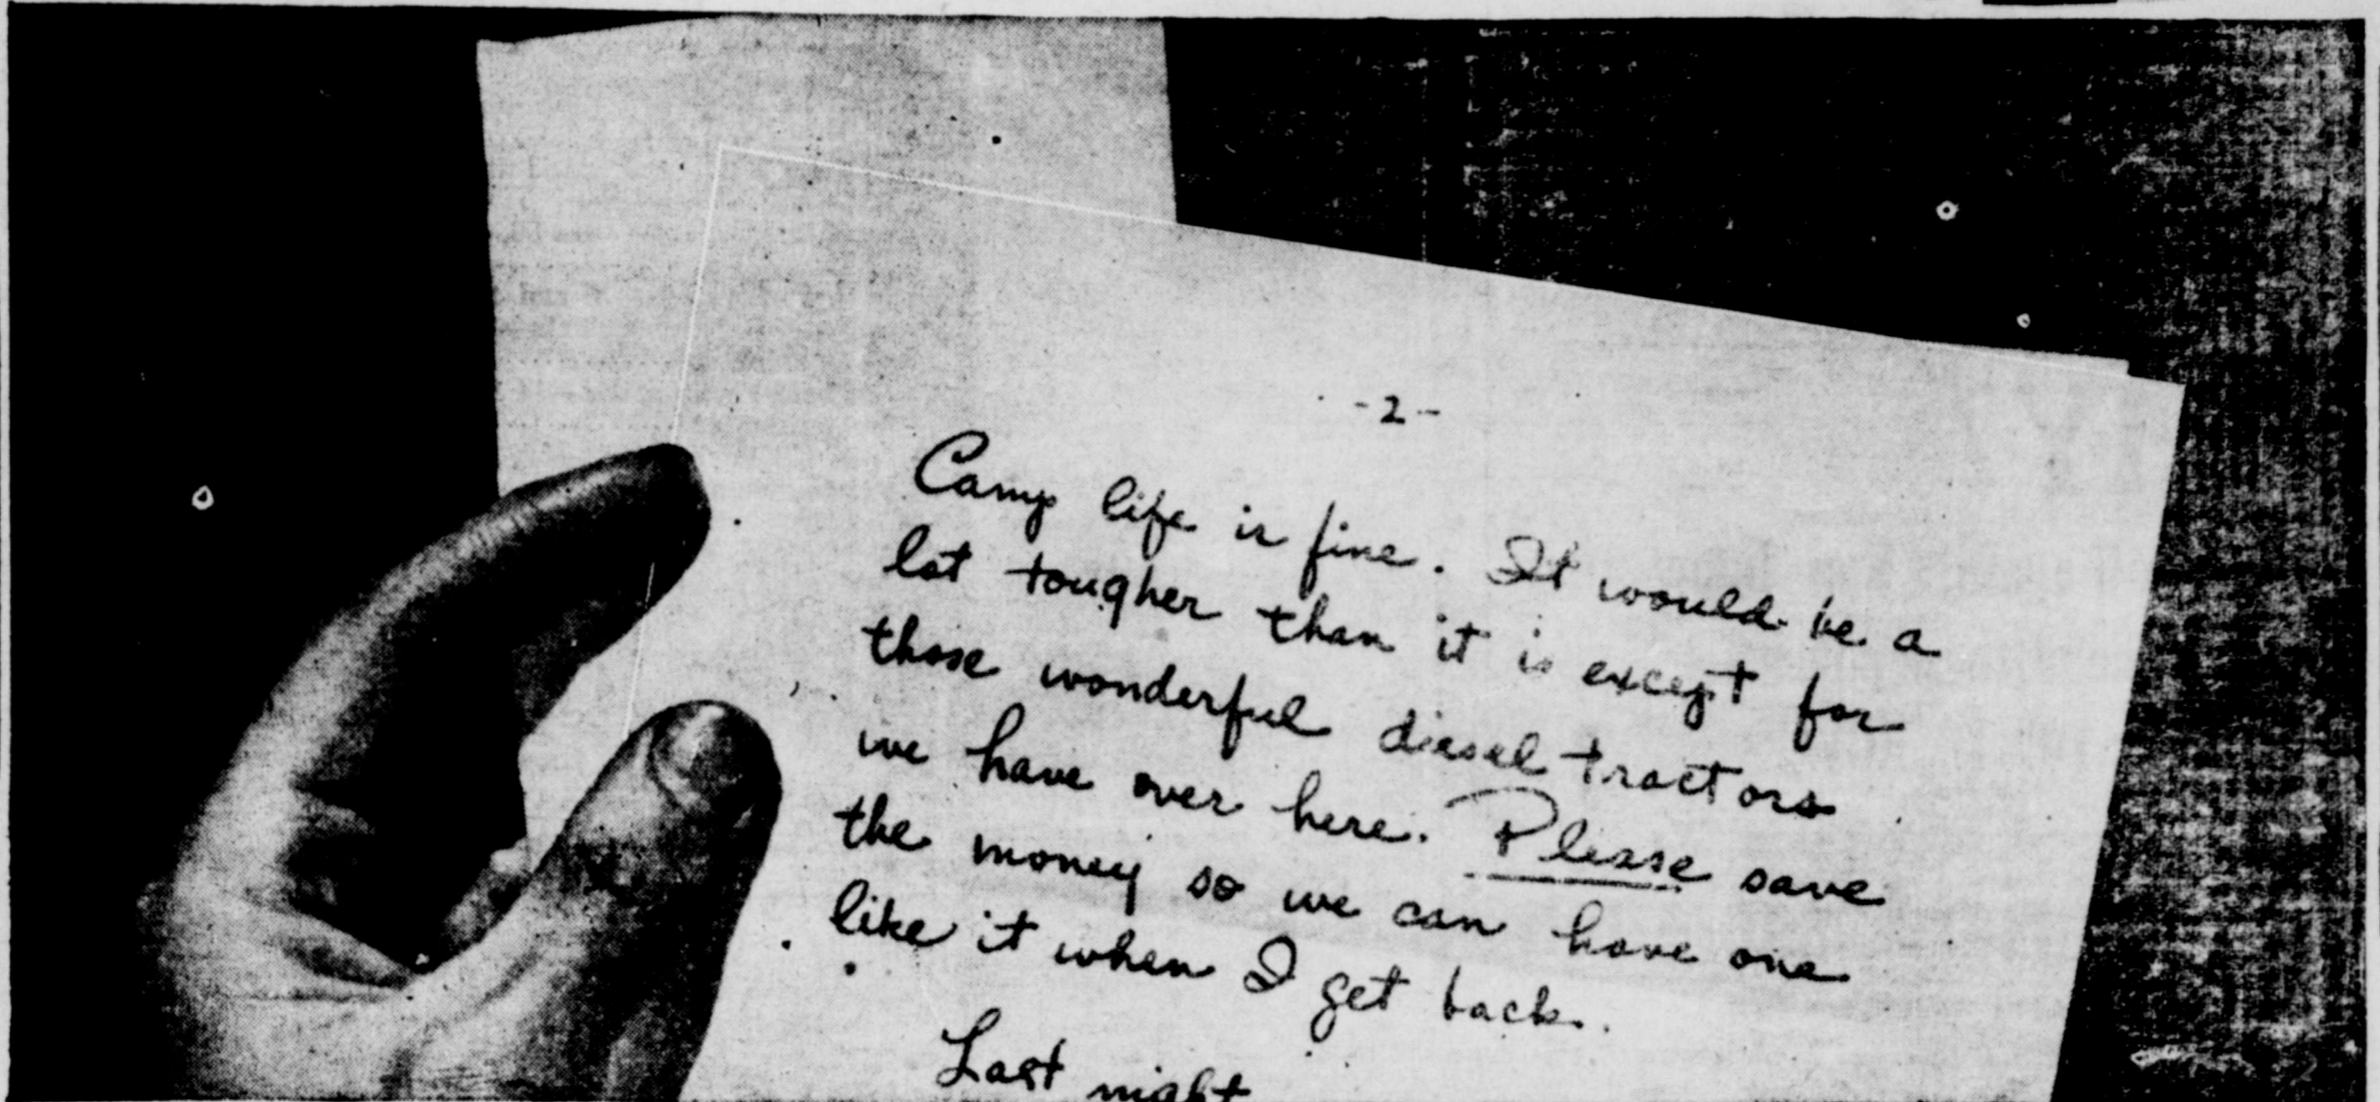 -2-
Camp life is fine. It would be a
lot tougher than it is except for
those wonderful diesel tractors
we have over here. Please save
the money so we can have one
like it when I get back.
Last night